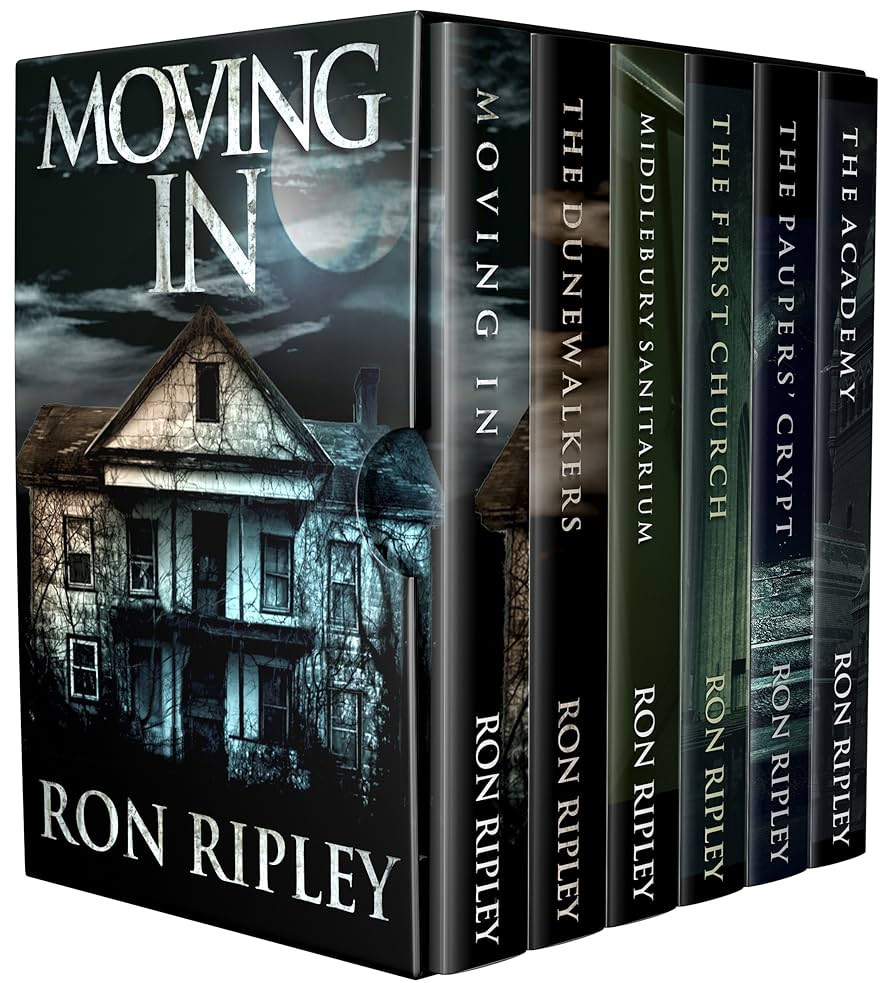 MOVING
IN
RON RIPLEY
MOVING IN
RON RIPLEY
THE DUNEWALKERS
RON RIPLEY
MIDDLEBURY SANITARIUM
RON RIPLEY
THE FIRST CHURCH
RON RIPLEY
THE PAUPERS' CRYPT
RON RIPLEY
THE ACADEMY
RON RIPLEY